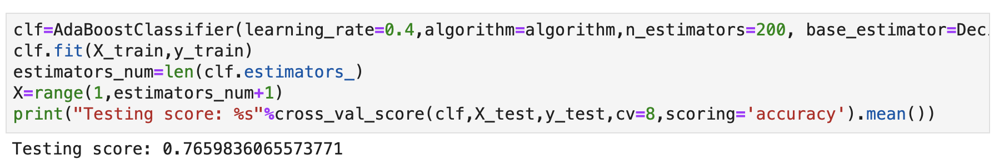 clf=AdaBoostClassifier(learning_rate=0.4,algorithm=algorithm,n_estimators=200, base_estimator=Dec
clf.fit(X_train,y_train)
estimators_num=len(clf.estimators_)
X=range(1,estimators_num+1)
print("Testing score: %s"%cross_val_score(clf,X_test,y_test,cv=8,scoring='accuracy').mean())
Testing score: 0.7659836065573771